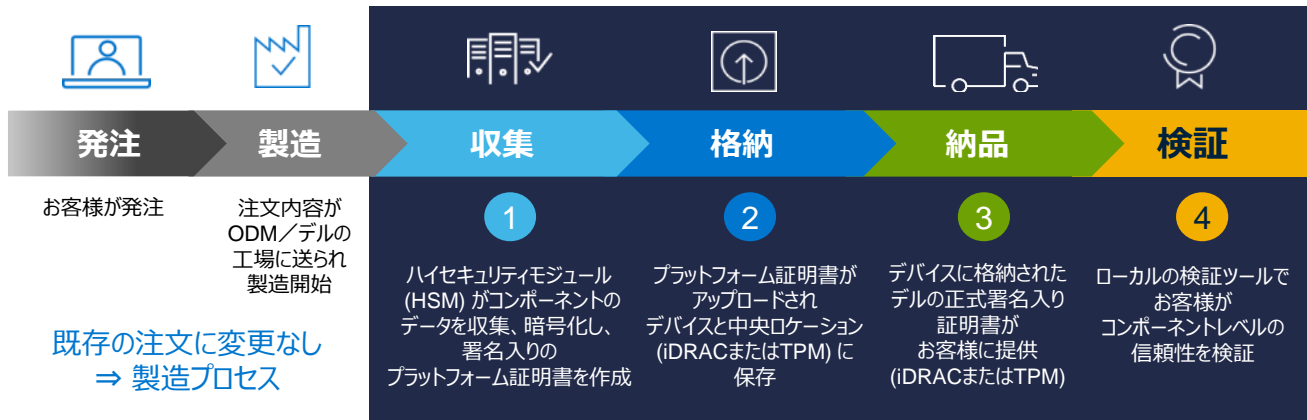 発注
製造
収集
格納
納品
検証
お客様が発注
注文内容が
ODM／デルの
工場に送られ
製造開始
既存の注文に変更なし
⇒ 製造プロセス
1
ハイセキュリティモジュール
(HSM) がコンポーネントの
データを収集、暗号化し、
署名入りの
プラットフォーム証明書を作成
2
プラットフォーム証明書が
アップロードされ
デバイスと中央ロケーション
(iDRACまたはTPM) に
保存
3
デバイスに格納された
デルの正式署名入り
証明書が
お客様に提供
(iDRACまたはTPM)
4
ローカルの検証ツールで
お客様が
コンポーネントレベルの
信頼性を検証